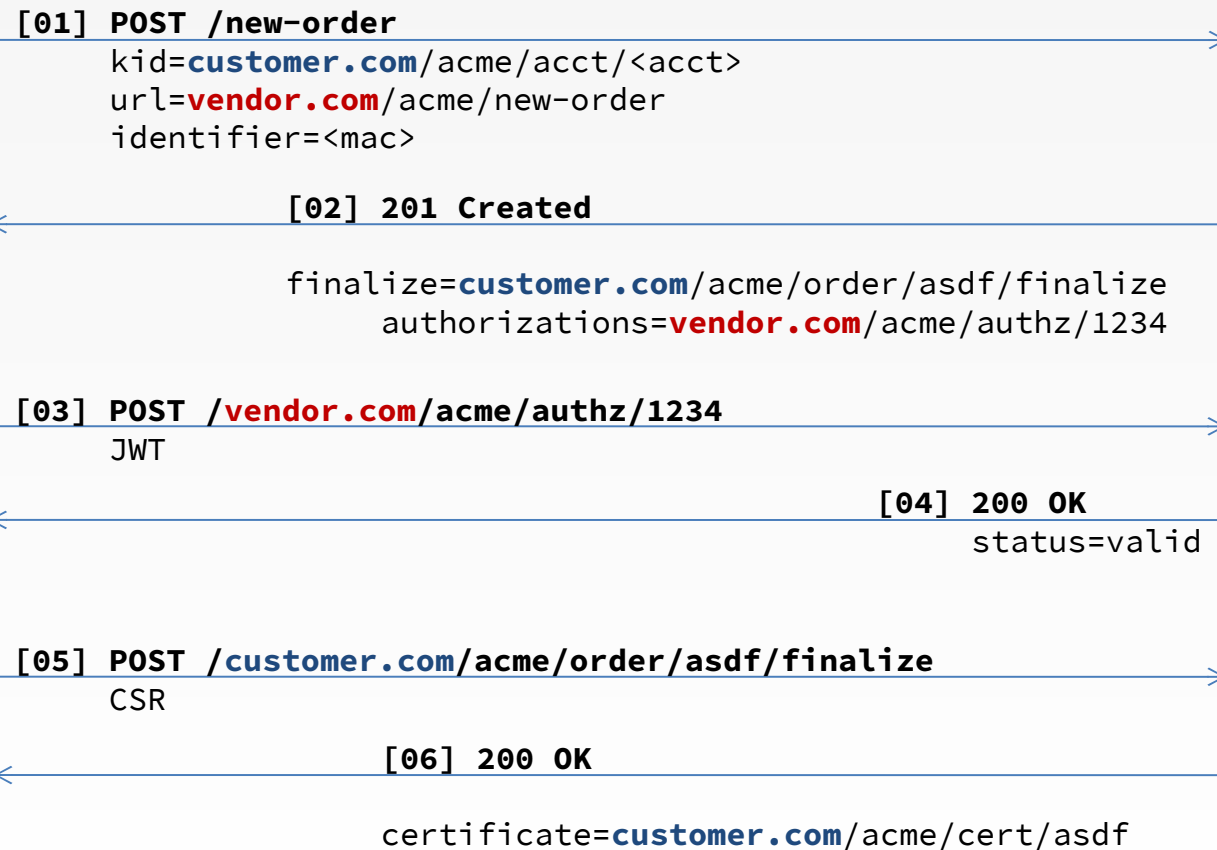 [01] POST /new-order
kid=customer.com/acme/acct/<acct>
url=vendor.com/acme/new-order
identifier=<mac>
[02] 201 Created
finalize=customer.com/acme/order/asdf/finalize
authorizations=vendor.com/acme/authz/1234
[03] POST /vendor.com/acme/authz/1234
JWT
[04] 200 OK
status=valid
[05] POST /customer.com/acme/order/asdf/finalize
CSR
[06] 200 OK
certificate=customer.com/acme/cert/asdf